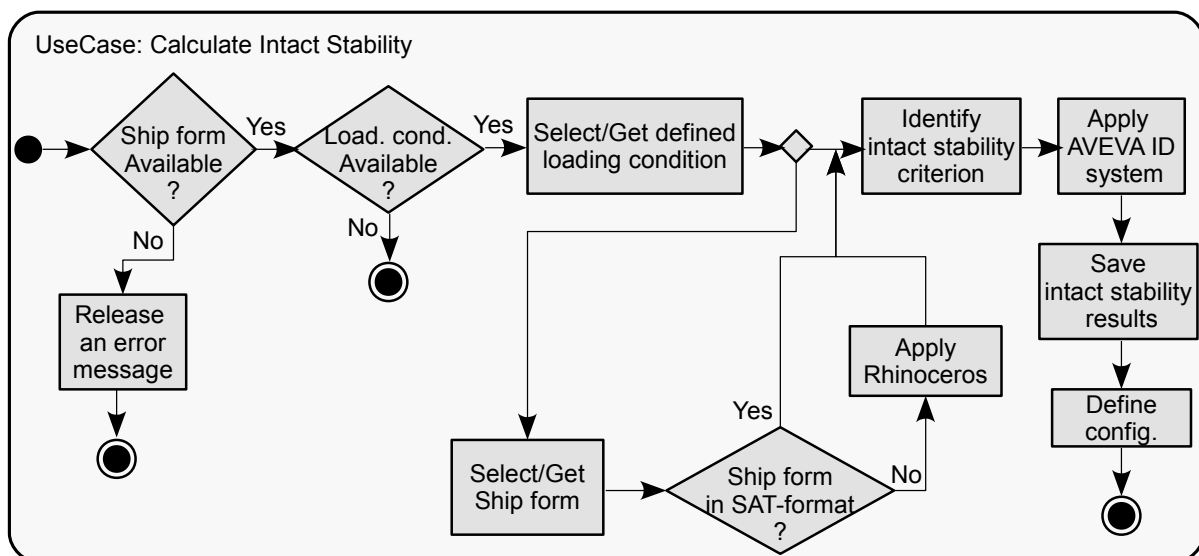 UseCase: Calculate Intact Stability
Ship form
Available
?
Yes
Load. cond.
Available
?
Yes
Select/Get defined
loading condition
Identify
intact stability
criterion
Apply
AVEVA ID
system
No
No
Release
an error
message
Save
intact stability
results
Apply
Rhinoceros
Yes
Define
config.
Select/Get
Ship form
Ship form
in SAT-format
?
No